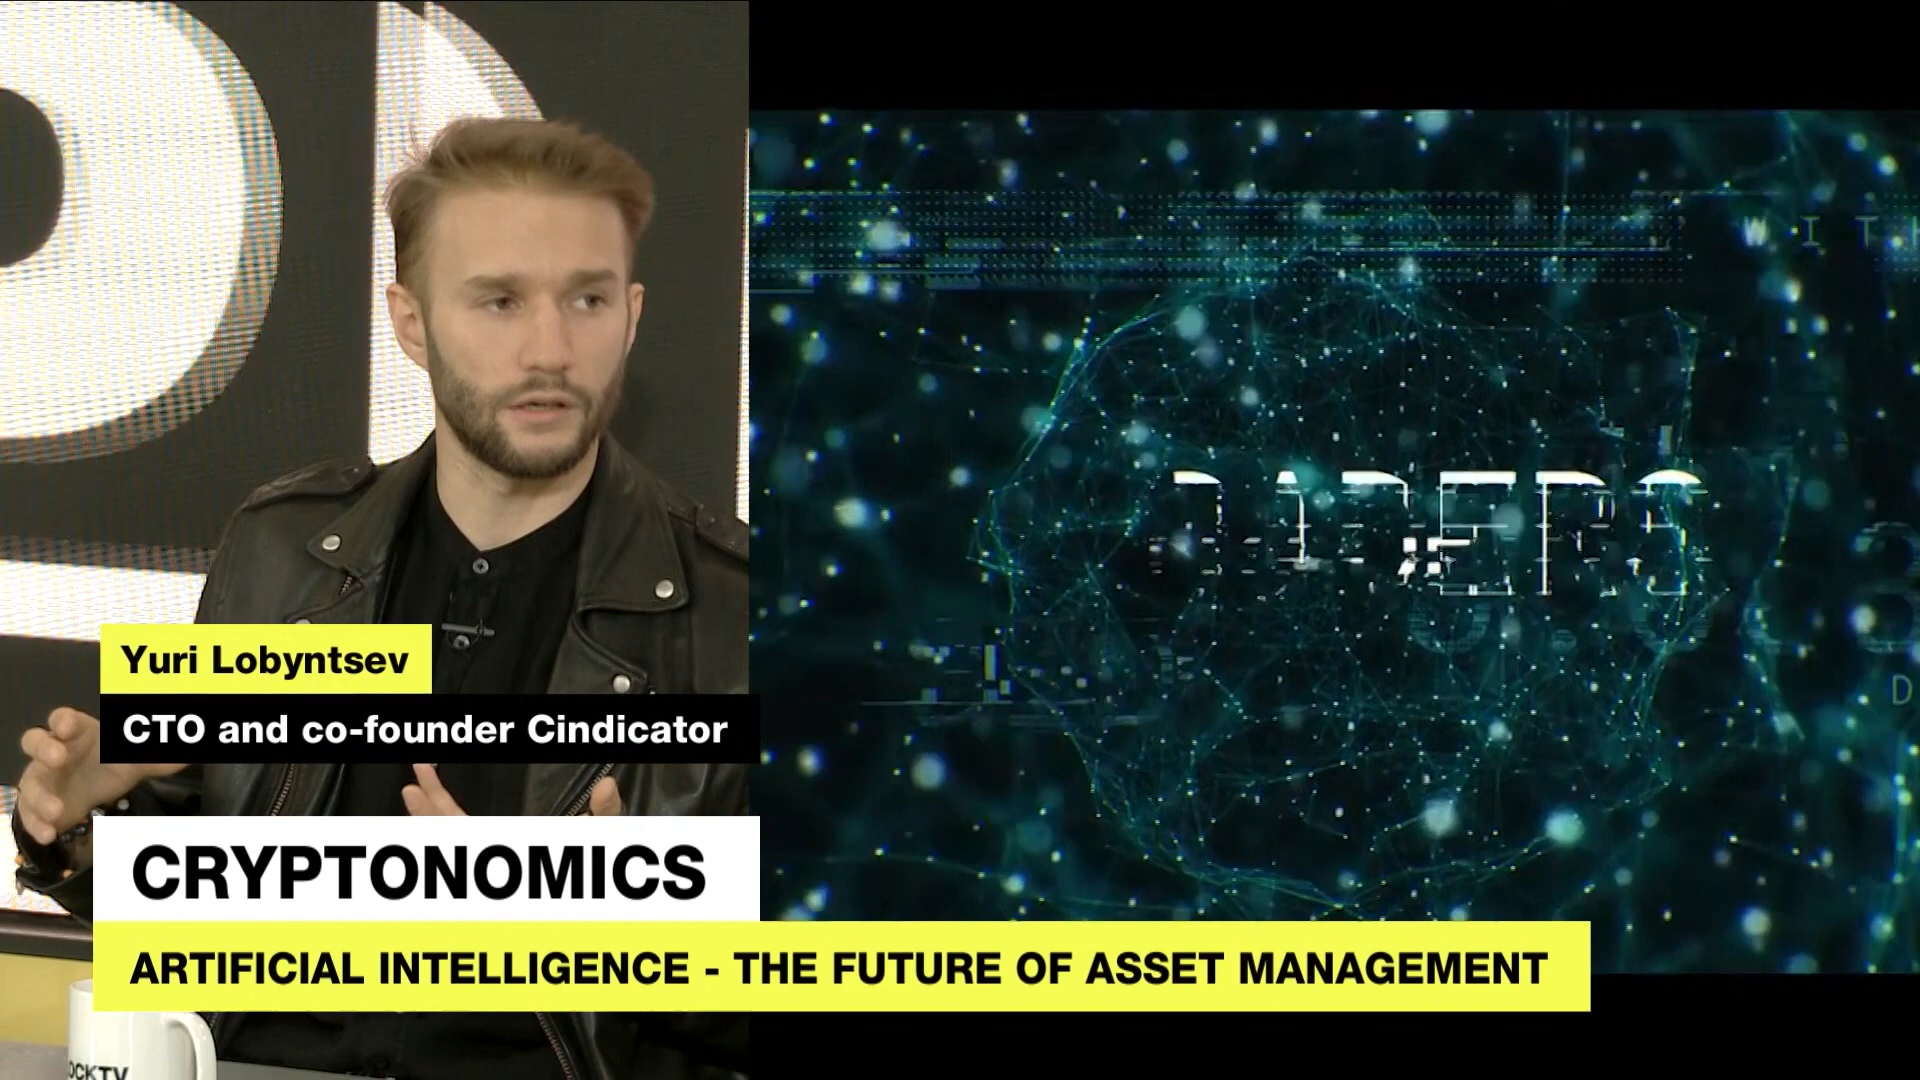 Yuri Lobyntsev
CTO and co-founder Cindicator
CRYPTONOMICS
ARTIFICIAL INTELLIGENCE - THE FUTURE OF ASSET MANAGEMENT